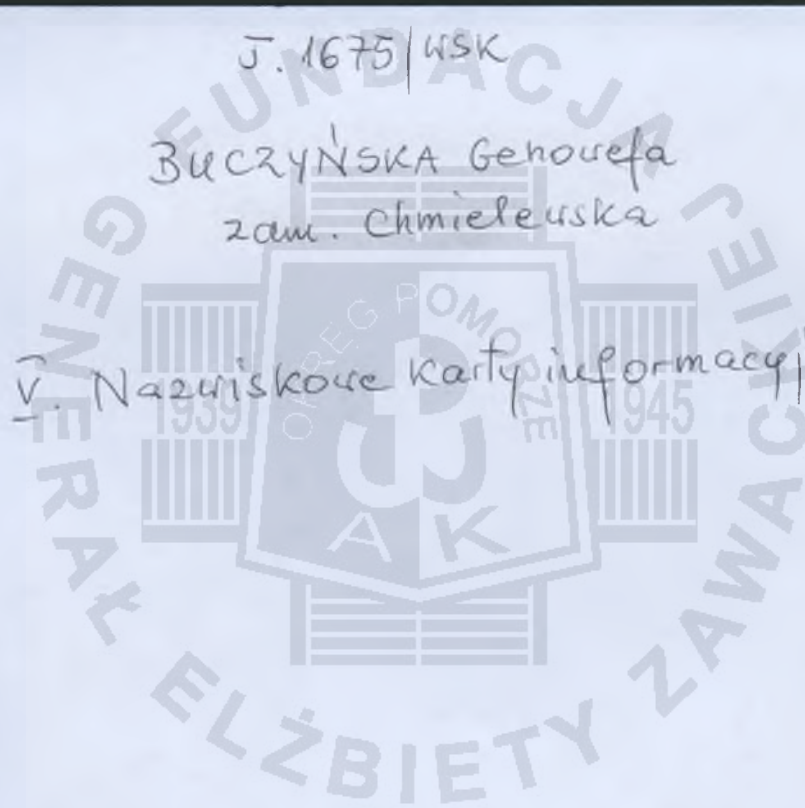 J. 1675/WSK
BUCZYŃSKA Genowefa
zam. Chmielewska
V. Nazwiskowe karty informacyj
FUNDACJA GENERAŁ ELŻBIETY ZAWACKIEJ
OKRĘG POMORZE
1939
1945
AK